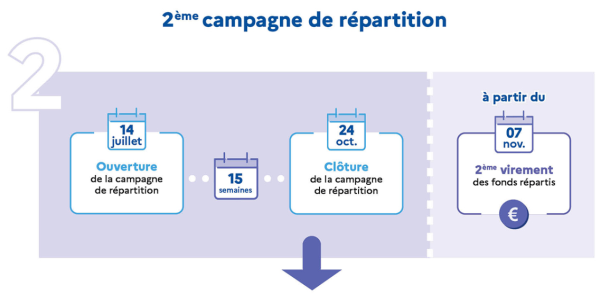 2ème campagne de répartition
2
14
juillet
Ouverture
de la campagne
de répartition
15
semaines
24
oct.
Clôture
de la campagne
de répartition
à partir du
07
nov.
2ème virement
des fonds répartis
€